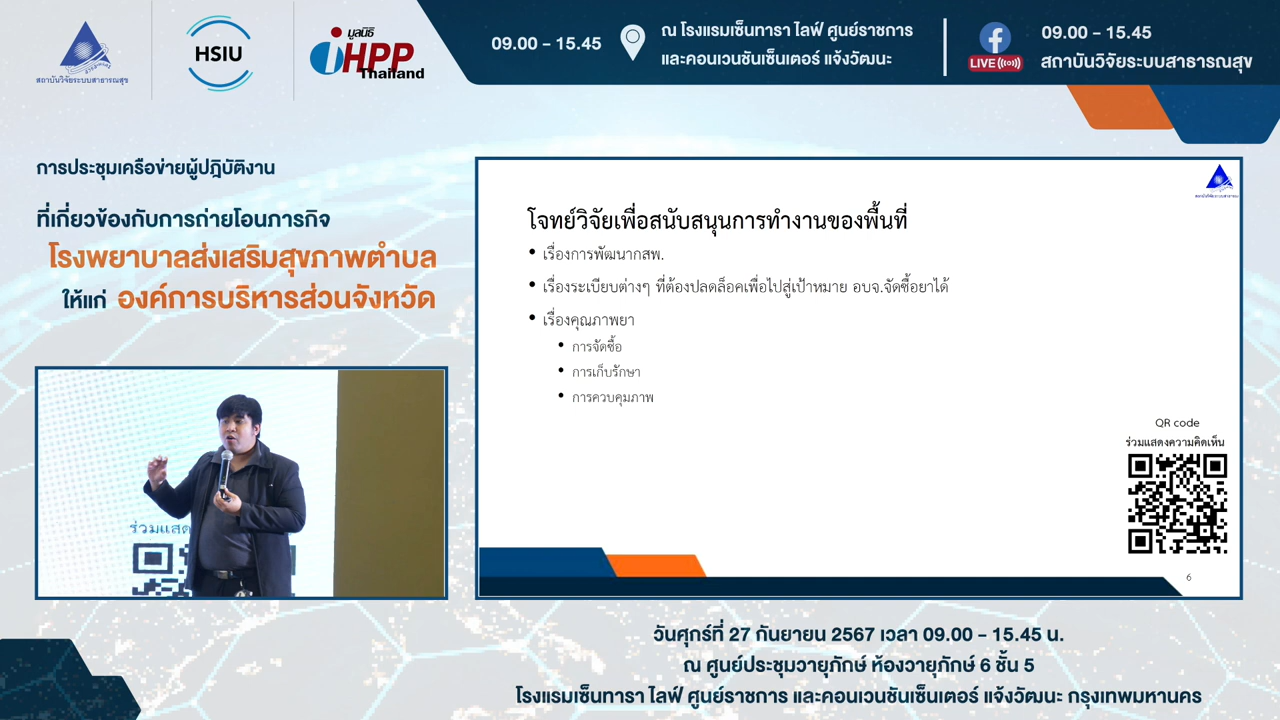 สถาบันวิจัยระบบสาธารณสุข
HSIU
มูลนิธิ
iHPP
Thailand
09.00 - 15.45
ณ โรงแรมเซ็นทารา ไลฟ์ ศูนย์ราชการ
และคอนเวนชันเซ็นเตอร์ แจ้งวัฒนะ
LIVE
09.00 - 15.45
สถาบันวิจัยระบบสาธารณสุข
การประชุมเครือข่ายผู้ปฏิบัติงาน
ที่เกี่ยวข้องกับการถ่ายโอนภารกิจ
โรงพยาบาลส่งเสริมสุขภาพตำบล
ให้แก่ องค์การบริหารส่วนจังหวัด
โจทย์วิจัยเพื่อสนับสนุนการทำงานของพื้นที่
• เรื่องการพัฒนากสพ.
• เรื่องระเบียบต่างๆ ที่ต้องปลดล็อคเพื่อไปสู่เป้าหมาย อบจ.จัดซื้อยาได้
• เรื่องคุณภาพยา
• การจัดซื้อ
• การเก็บรักษา
• การควบคุมภาพ
QR code
ร่วมแสดงความคิดเห็น
6
ร่วมแส
วันศุกร์ที่ 27 กันยายน 2567 เวลา 09.00 - 15.45 น.
ณ ศูนย์ประชุมวายุภักษ์ ห้องวายุภักษ์ 6 ชั้น 5
โรงแรมเซ็นทารา ไลฟ์ ศูนย์ราชการ และคอนเวนชันเซ็นเตอร์ แจ้งวัฒนะ กรุงเทพมหานคร